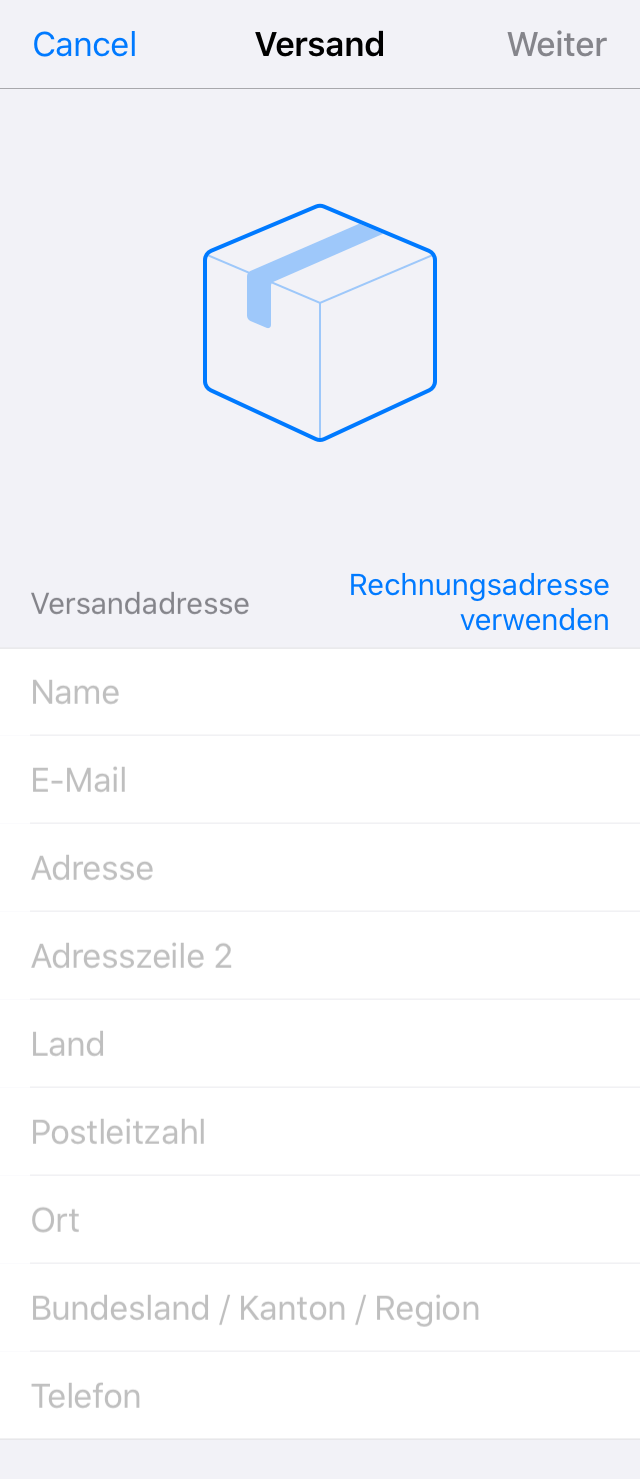 Cancel Versand Weiter
Versandadresse
Rechnungsadresse
verwenden
Name
E-Mail
Adresse
Adresszeile 2
Land
Postleitzahl
Ort
Bundesland / Kanton / Region
Telefon